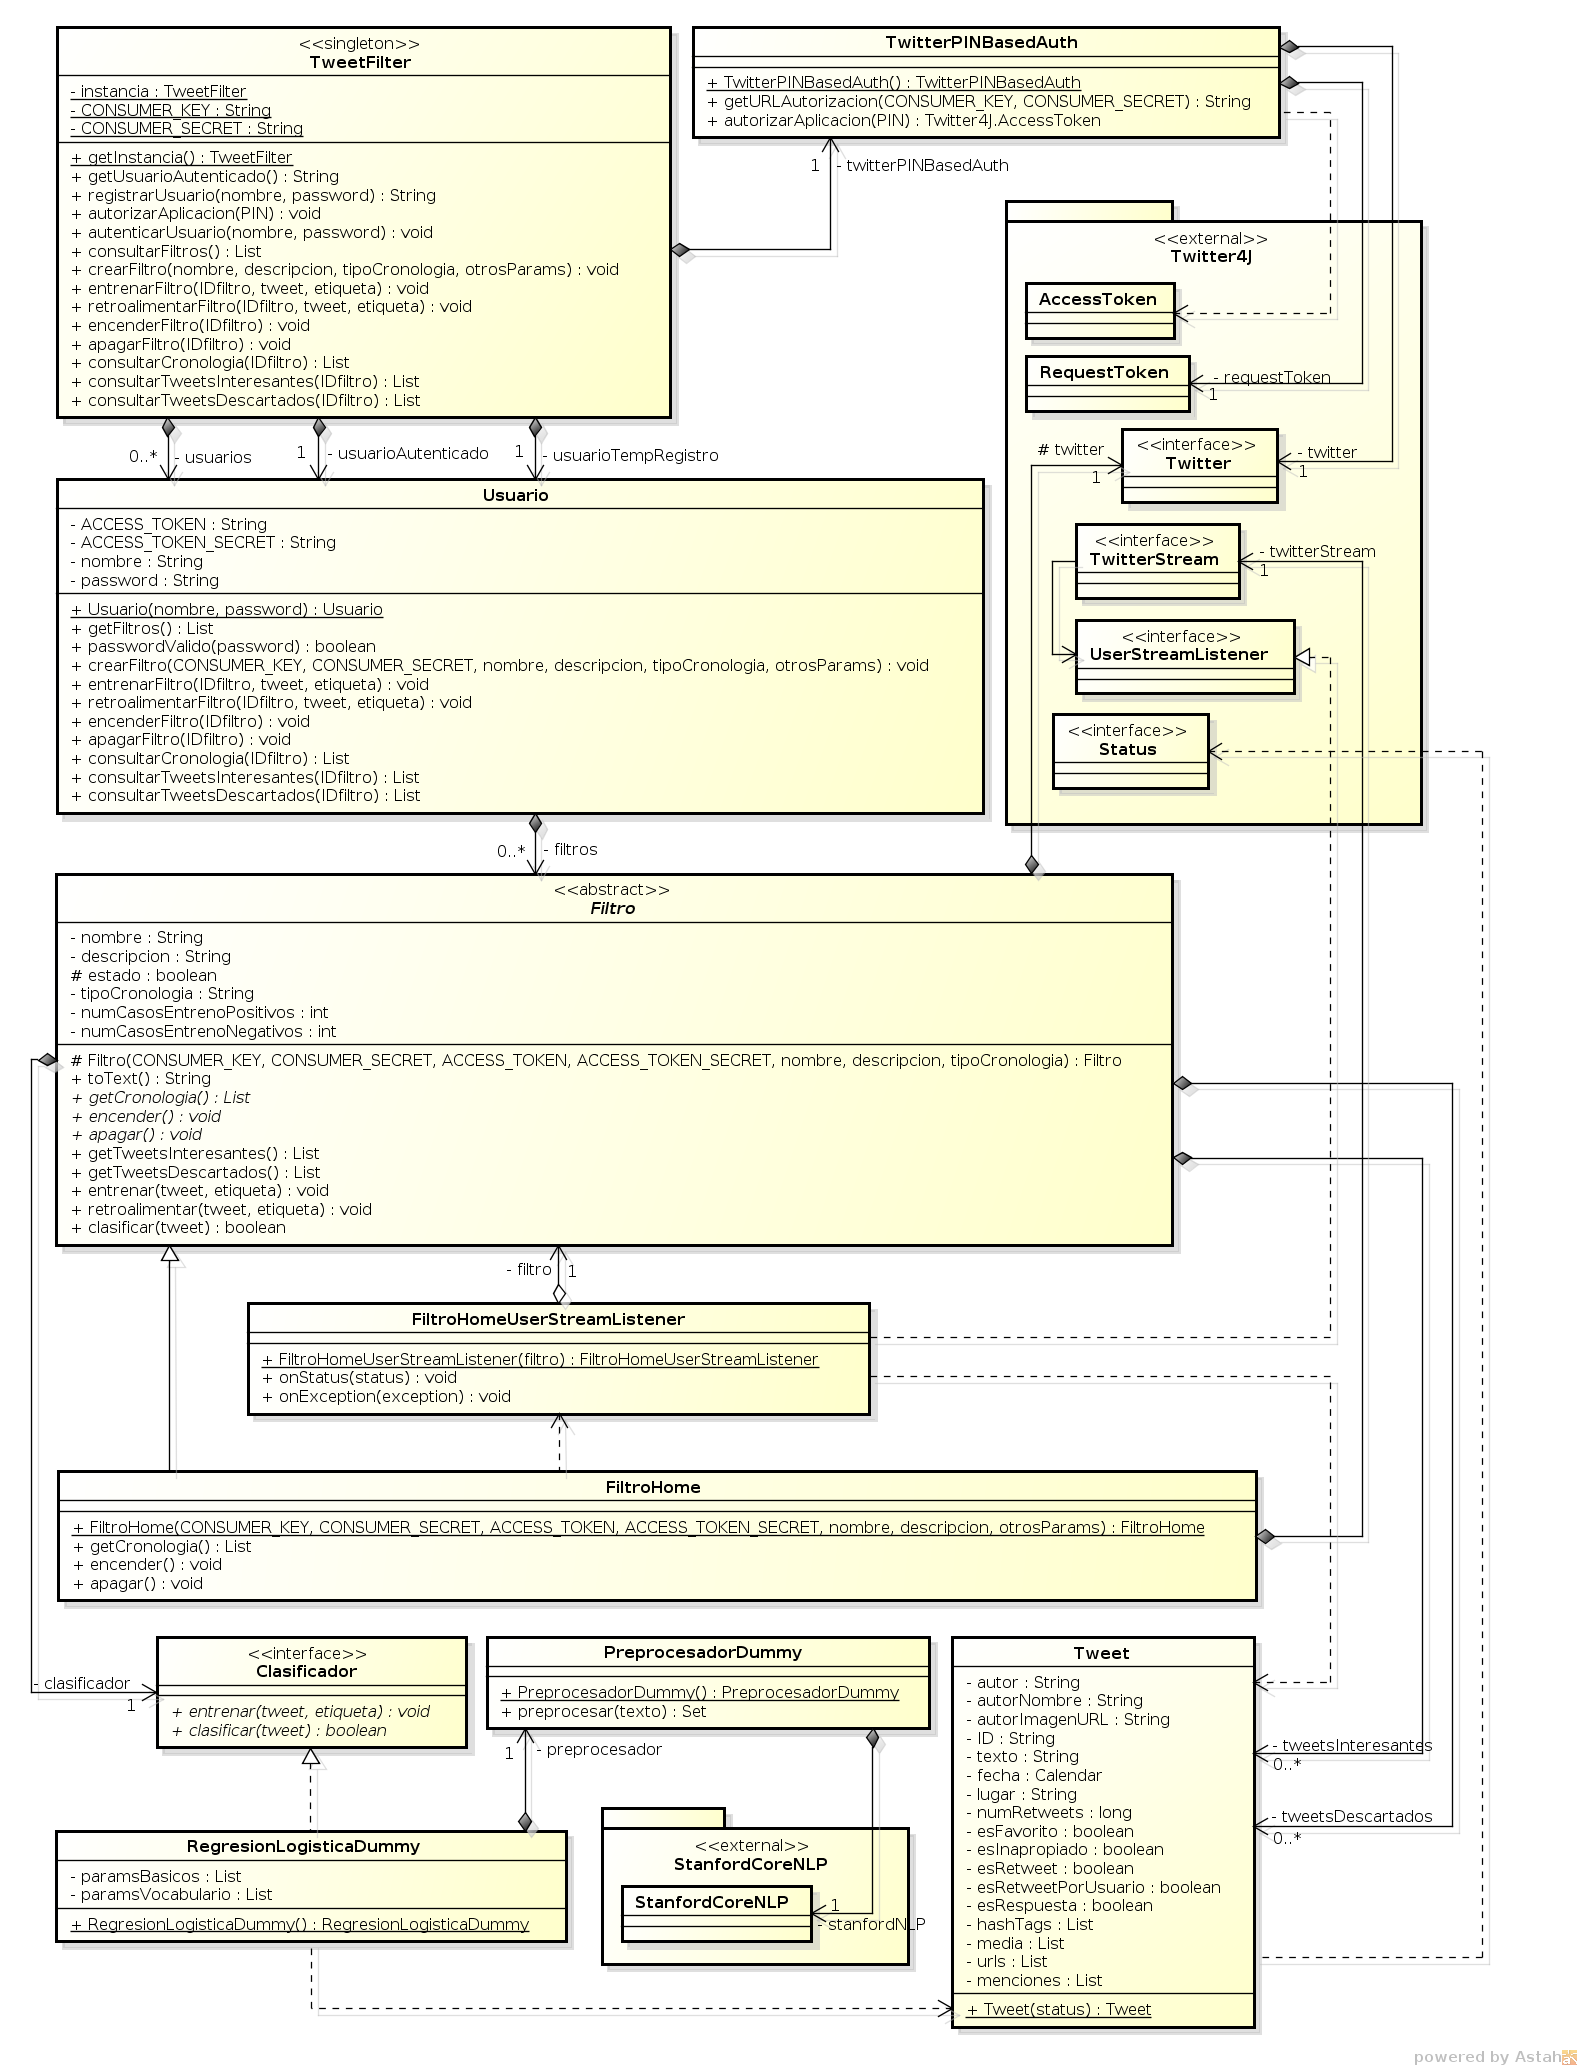 <<singleton>>
TweetFilter
- instancia : TweetFilter
- CONSUMER_KEY : String
- CONSUMER_SECRET : String
+ getInstancia() : TweetFilter
+ getUsuarioAutenticado() : String
+ registrarUsuario(nombre, password) : String
+ autorizarAplicacion(PIN) : void
+ autenticarUsuario(nombre, password) : void
+ consultarFiltros() : List
+ crearFiltro(nombre, descripcion, tipoCronologia, otrosParams) : void
+ entrenarFiltro(IDfiltro, tweet, etiqueta) : void
+ retroalimentarFiltro(IDfiltro, tweet, etiqueta) : void
+ encenderFiltro(IDfiltro) : void
+ apagarFiltro(IDfiltro) : void
+ consultarCronologia(IDfiltro) : List
+ consultarTweetsInteresantes(IDfiltro) : List
+ consultarTweetsDescartados(IDfiltro) : List
TwitterPINBasedAuth
+ TwitterPINBasedAuth() : TwitterPINBasedAuth
+ getURLAutorizacion(CONSUMER_KEY, CONSUMER_SECRET) : String
+ autorizarAplicacion(PIN) : Twitter4J.AccessToken
1
- twitterPINBasedAuth
<<external>>
Twitter4J
AccessToken
RequestToken
- requestToken
1
# twitter
1
<<interface>>
Twitter
- twitter
1
<<interface>>
TwitterStream
- twitterStream
1
<<interface>>
UserStreamListener
<<interface>>
Status
0..*
- usuarios
1
- usuarioAutenticado
1
- usuarioTempRegistro
Usuario
- ACCESS_TOKEN : String
- ACCESS_TOKEN_SECRET : String
- nombre : String
- password : String
+ Usuario(nombre, password) : Usuario
+ getFiltros() : List
+ passwordValido(password) : boolean
+ crearFiltro(CONSUMER_KEY, CONSUMER_SECRET, nombre, descripcion, tipoCronologia, otrosParams) : void
+ entrenarFiltro(IDfiltro, tweet, etiqueta) : void
+ retroalimentarFiltro(IDfiltro, tweet, etiqueta) : void
+ encenderFiltro(IDfiltro) : void
+ apagarFiltro(IDfiltro) : void
+ consultarCronologia(IDfiltro) : List
+ consultarTweetsInteresantes(IDfiltro) : List
+ consultarTweetsDescartados(IDfiltro) : List
0..*
- filtros
<<abstract>>
Filtro
- nombre : String
- descripcion : String
# estado : boolean
- tipoCronologia : String
- numCasosEntrenoPositivos : int
- numCasosEntrenoNegativos : int
# Filtro(CONSUMER_KEY, CONSUMER_SECRET, ACCESS_TOKEN, ACCESS_TOKEN_SECRET, nombre, descripcion, tipoCronologia) : Filtro
+ toText() : String
+ getCronologia() : List
+ encender() : void
+ apagar() : void
+ getTweetsInteresantes() : List
+ getTweetsDescartados() : List
+ entrenar(tweet, etiqueta) : void
+ retroalimentar(tweet, etiqueta) : void
+ clasificar(tweet) : boolean
- filtro
1
FiltroHomeUserStreamListener
+ FiltroHomeUserStreamListener(filtro) : FiltroHomeUserStreamListener
+ onStatus(status) : void
+ onException(exception) : void
FiltroHome
+ FiltroHome(CONSUMER_KEY, CONSUMER_SECRET, ACCESS_TOKEN, ACCESS_TOKEN_SECRET, nombre, descripcion, otrosParams) : FiltroHome
+ getCronologia() : List
+ encender() : void
+ apagar() : void
- clasificador
1
<<interface>>
Clasificador
+ entrenar(tweet, etiqueta) : void
+ clasificar(tweet) : boolean
PreprocesadorDummy
+ PreprocesadorDummy() : PreprocesadorDummy
+ preprocesar(texto) : Set
1
- preprocesador
RegresionLogisticaDummy
- paramsBasicos : List
- paramsVocabulario : List
+ RegresionLogisticaDummy() : RegresionLogisticaDummy
<<external>>
StanfordCoreNLP
StanfordCoreNLP
1
- stanfordNLP
Tweet
- autor : String
- autorNombre : String
- autorImagenURL : String
- ID : String
- texto : String
- fecha : Calendar
- lugar : String
- numRetweets : long
- esFavorito : boolean
- esInapropiado : boolean
- esRetweet : boolean
- esRetweetPorUsuario : boolean
- esRespuesta : boolean
- hashTags : List
- media : List
- urls : List
- menciones : List
+ Tweet(status) : Tweet
- tweetsInteresantes
0..*
- tweetsDescartados
0..*
powered by Astah